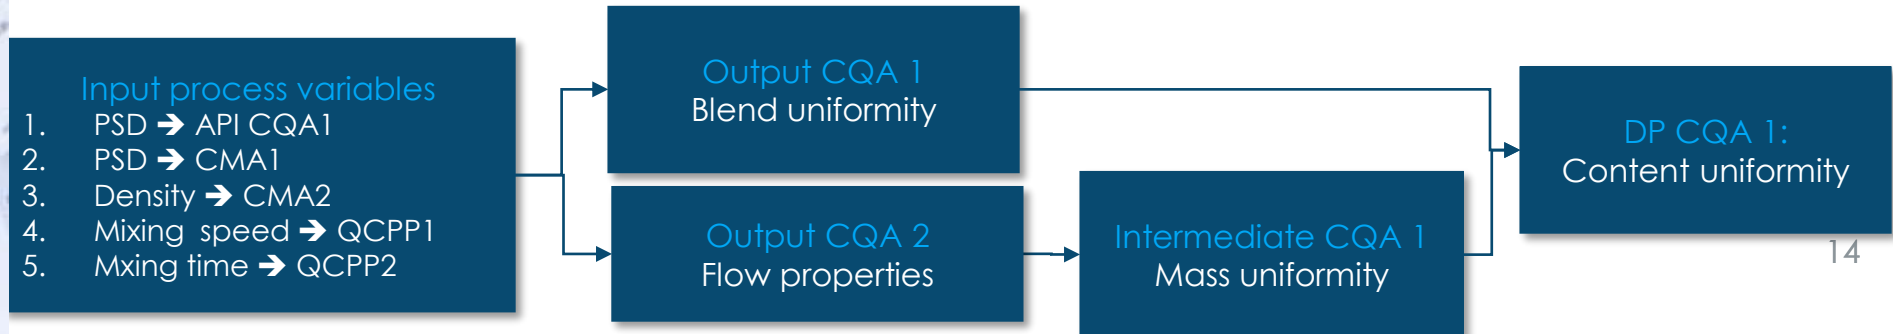 Input process variables
1. PSD ➔ API CQA1
2. PSD ➔ CMA1
3. Density ➔ CMA2
4. Mixing speed ➔ QCPP1
5. Mxing time ➔ QCPP2
Output CQA 1
Blend uniformity
Output CQA 2
Flow properties
Intermediate CQA 1
Mass uniformity
DP CQA 1:
Content uniformity
14